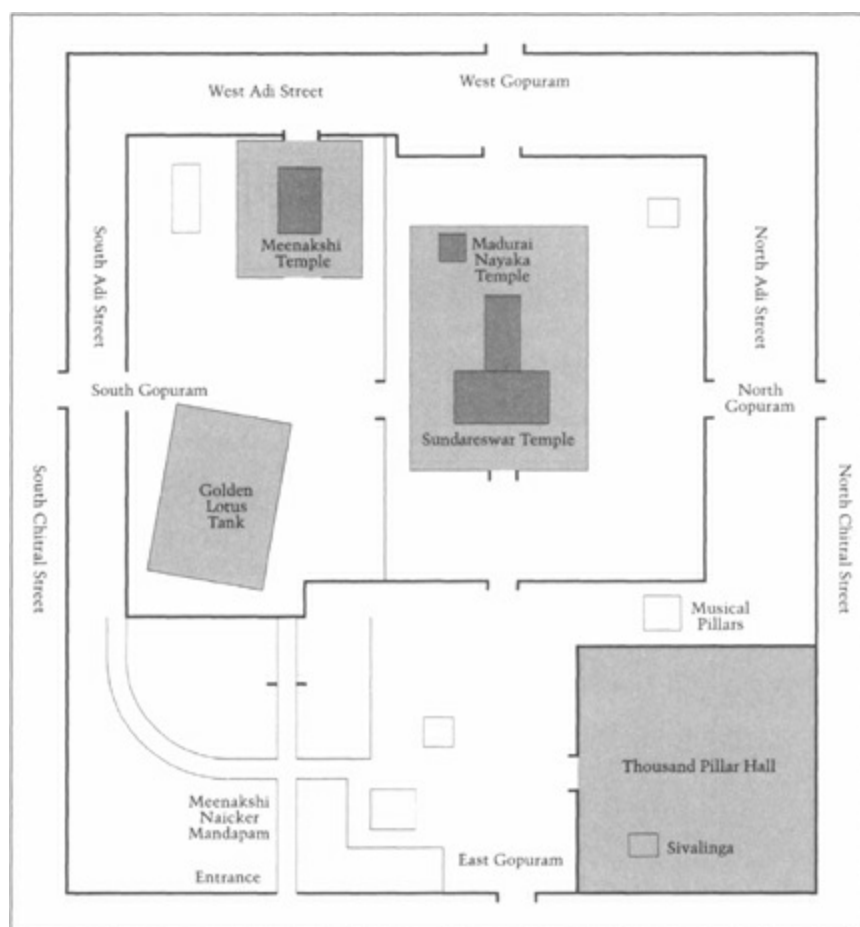 West Gopuram
West Adi Street
Meenakshi
Temple
Madurai
Nayaka
Temple
South Adi Street
North Adi Street
South Gopuram
North
Gopuram
Sundareswar Temple
Golden
Lotus
Tank
South Chitral Street
North Chitral Street
Musical
Pillars
Thousand Pillar Hall
Meenakshi
Naicker
Mandapam
Sivalinga
East Gopuram
Entrance